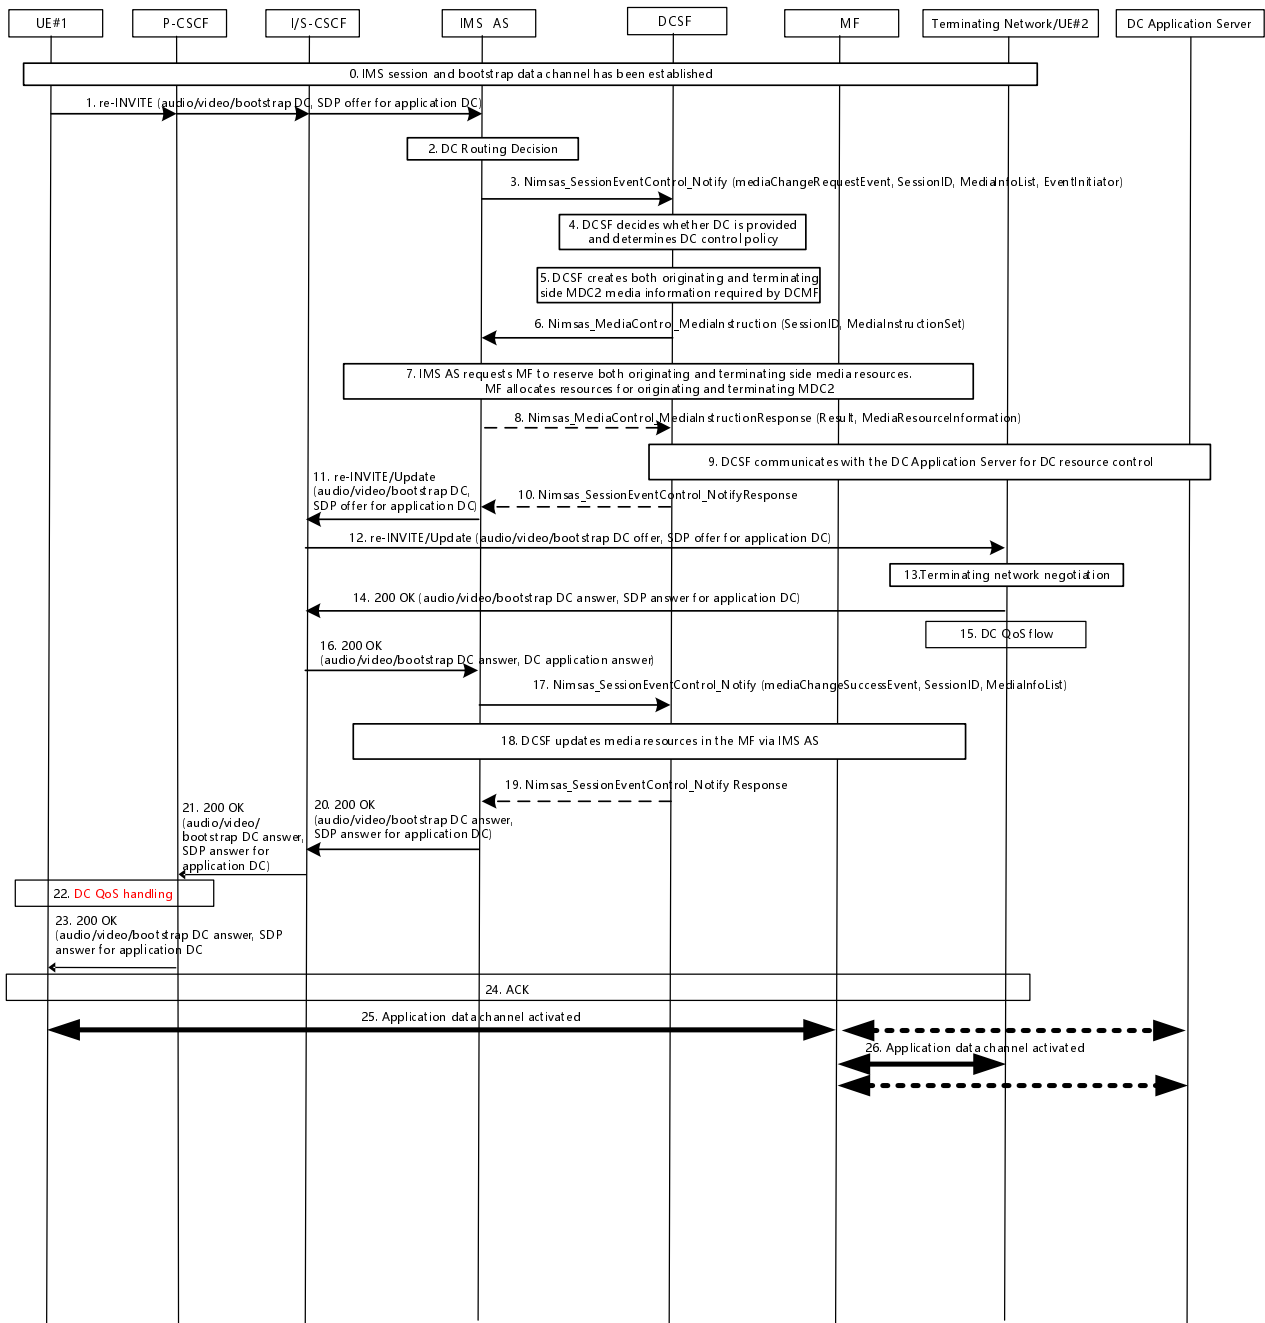 UE#1
P-CSCF
I/S-CSCF
IMS AS
DCSF
MF
Terminating Network/UE#2
DC Application Server
0. IMS session and bootstrap data channel has been established
1. re-INVITE (audio/video/bootstrap DC, SDP offer for application DC)
2. DC Routing Decision
3. Nimsas_SessionEventControl_Notify (mediaChangeRequestEvent, SessionID, MediaInfoList, EventInitiator)
4. DCSF decides whether DC is provided
and determines DC control policy
5. DCSF creates both originating and terminating
side MDC2 media information required by DCMF
6. Nimsas_MediaControl_MediaInstruction (SessionID, MediaInstructionSet)
7. IMS AS requests MF to reserve both originating and terminating side media resources.
MF allocates resources for originating and terminating MDC2
8. Nimsas_MediaControl_MediaInstructionResponse (Result, MediaResourceInformation)
9. DCSF communicates with the DC Application Server for DC resource control
10. Nimsas_SessionEventControl_NotifyResponse
11. re-INVITE/Update
(audio/video/bootstrap DC,
SDP offer for application DC)
12. re-INVITE/Update (audio/video/bootstrap DC offer, SDP offer for application DC)
13.Terminating network negotiation
14. 200 OK (audio/video/bootstrap DC answer, SDP answer for application DC)
15. DC QoS flow
16. 200 OK
(audio/video/bootstrap DC answer, DC application answer)
17. Nimsas_SessionEventControl_Notify (mediaChangeSuccessEvent, SessionID, MediaInfoList)
18. DCSF updates media resources in the MF via IMS AS
19. Nimsas_SessionEventControl_Notify Response
20. 200 OK
(audio/video/bootstrap DC answer,
SDP answer for application DC)
21. 200 OK
(audio/video/
bootstrap DC answer,
SDP answer for
application DC)
22. DC QoS handling
23. 200 OK
(audio/video/bootstrap DC answer, SDP
answer for application DC
24. ACK
25. Application data channel activated
26. Application data channel activated